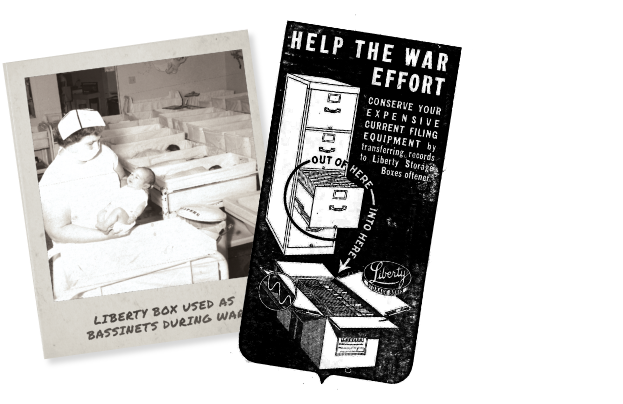 LIBERTY BOX USED AS
BASSINETS DURING WAR
HELP THE WAR
EFFORT
CONSERVE YOUR
EXPENSIVE
CURRENT FILING
EQUIPMENT by
transferring records
to Liberty Storage
Boxes oftener.
OUT OF HERE
INTO HERE
Liberty